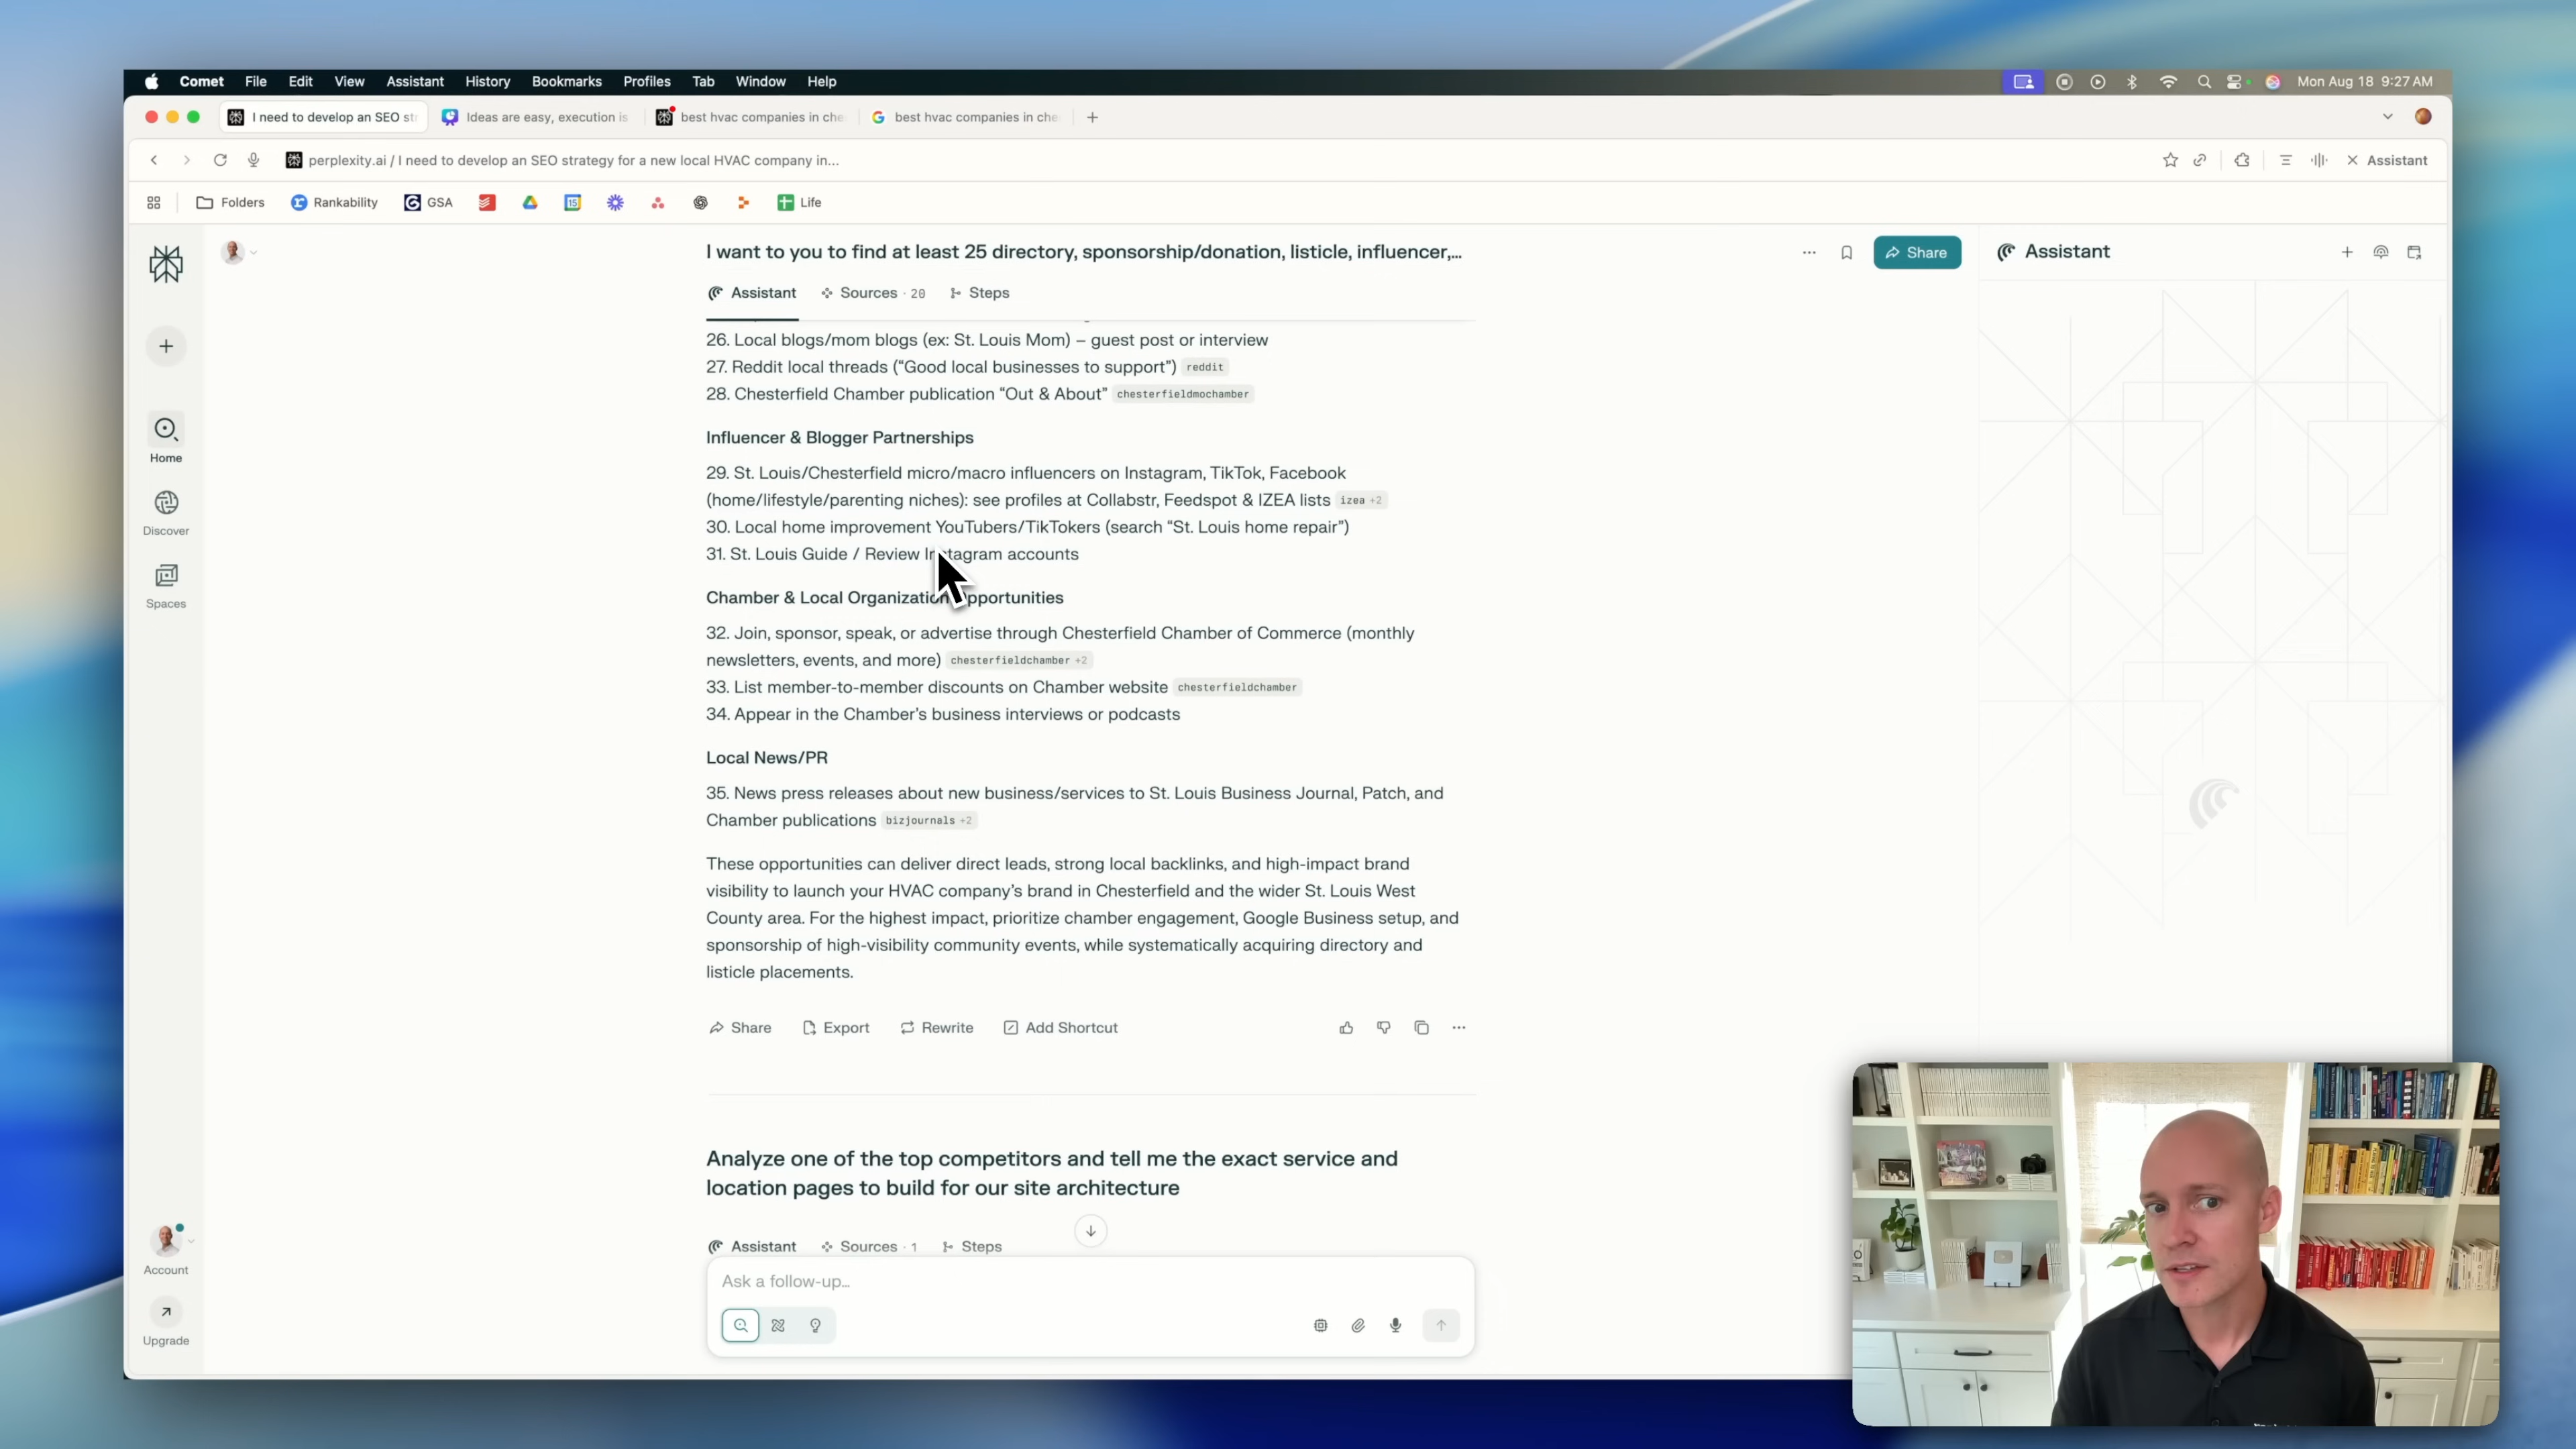 Comet File Edit View Assistant History Bookmarks Profiles Tab Window Help
Mon Aug 18 9:27 AM
I need to develop an SEO st
Ideas are easy, execution is
best hvac companies in che
best hvac companies in che
perplexity.ai / I need to develop an SEO strategy for a new local HVAC company in...
Assistant
Folders
Rankability
GSA
15
Life
I want to you to find at least 25 directory, sponsorship/donation, listicle, influencer,...
Share
Assistant
Assistant
Sources · 20
Steps
26. Local blogs/mom blogs (ex: St. Louis Mom) – guest post or interview
27. Reddit local threads (“Good local businesses to support”) reddit
28. Chesterfield Chamber publication “Out & About” chesterfieldmochamber
Influencer & Blogger Partnerships
29. St. Louis/Chesterfield micro/macro influencers on Instagram, TikTok, Facebook
(home/lifestyle/parenting niches): see profiles at Collabstr, Feedspot & IZEA lists izea +2
30. Local home improvement YouTubers/TikTokers (search “St. Louis home repair”)
31. St. Louis Guide / Review Instagram accounts
Chamber & Local Organization Opportunities
32. Join, sponsor, speak, or advertise through Chesterfield Chamber of Commerce (monthly
newsletters, events, and more) chesterfieldchamber +2
33. List member-to-member discounts on Chamber website chesterfieldchamber
34. Appear in the Chamber’s business interviews or podcasts
Local News/PR
35. News press releases about new business/services to St. Louis Business Journal, Patch, and
Chamber publications bizjournals +2
These opportunities can deliver direct leads, strong local backlinks, and high-impact brand
visibility to launch your HVAC company’s brand in Chesterfield and the wider St. Louis West
County area. For the highest impact, prioritize chamber engagement, Google Business setup, and
sponsorship of high-visibility community events, while systematically acquiring directory and
listicle placements.
Share
Export
Rewrite
Add Shortcut
Analyze one of the top competitors and tell me the exact service and
location pages to build for our site architecture
Assistant
Sources · 1
Steps
Ask a follow-up...
Home
Discover
Spaces
Account
Upgrade